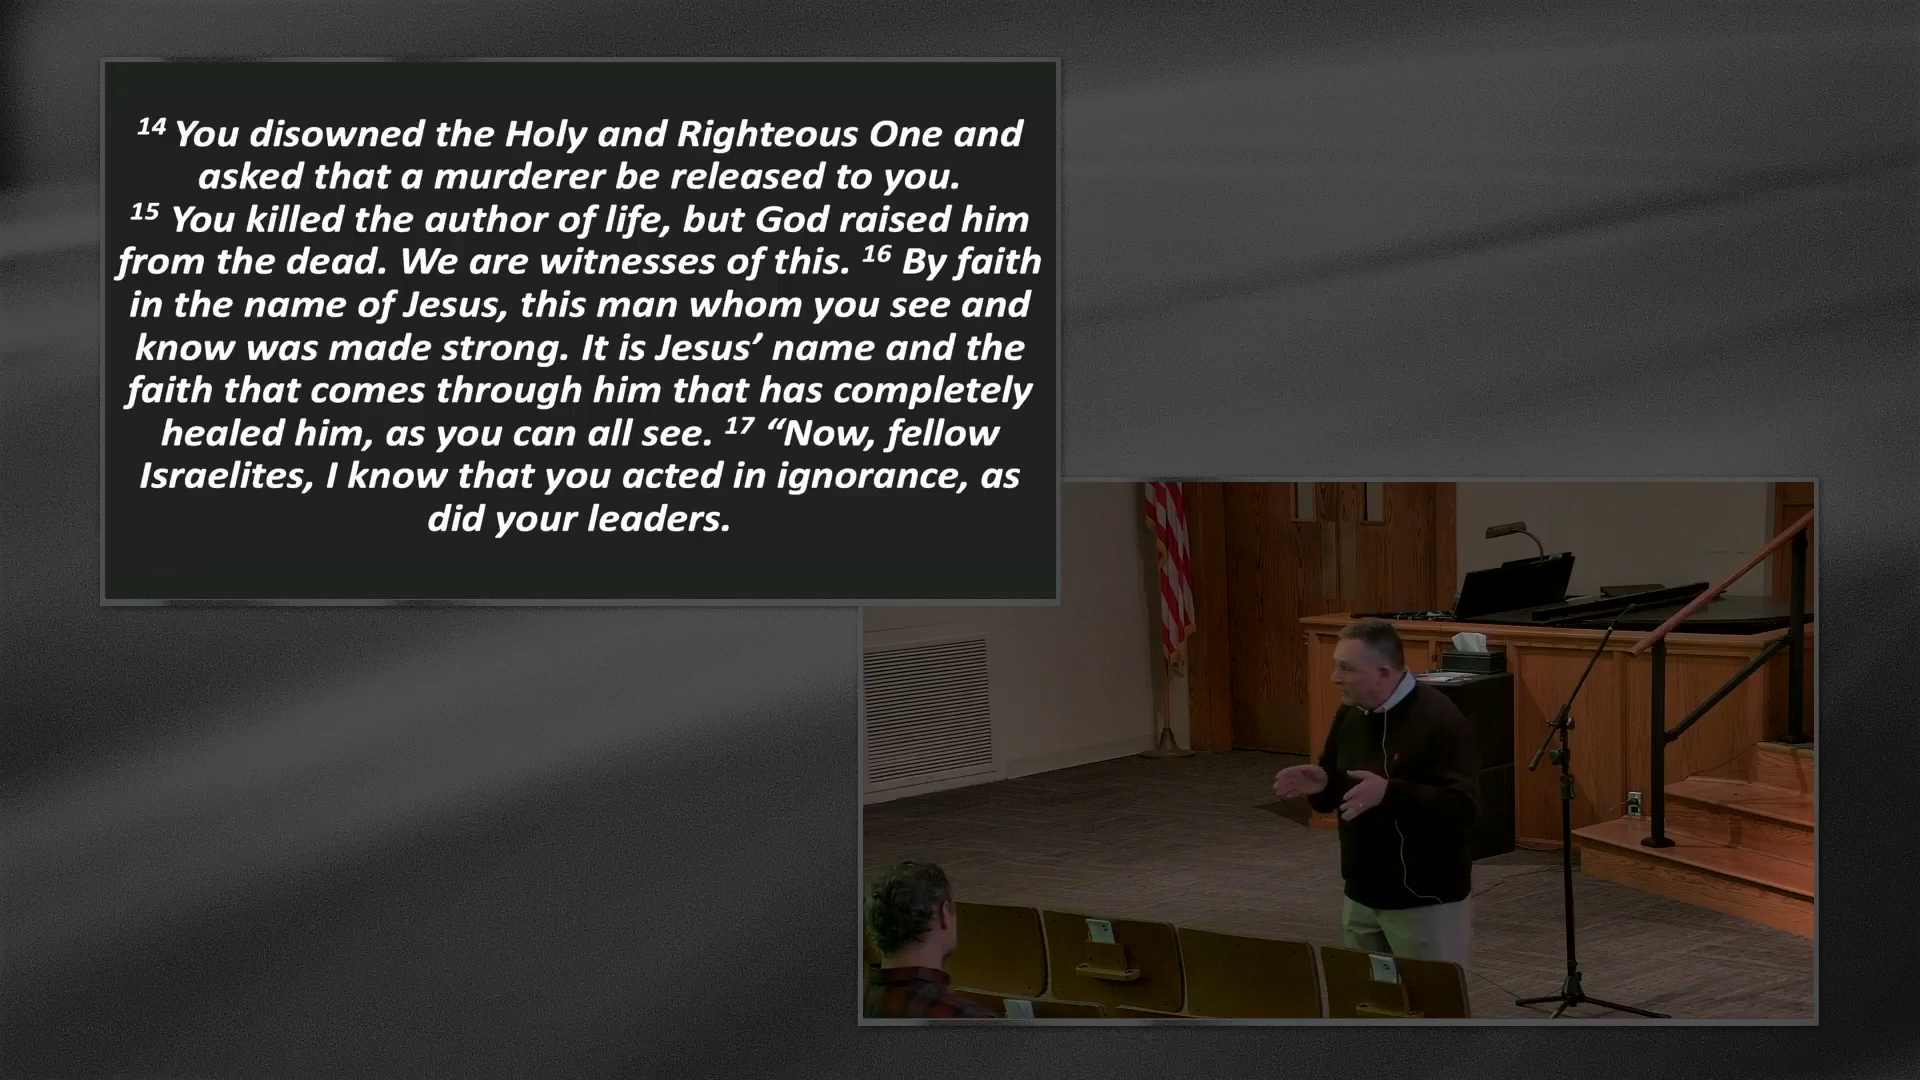 14 You disowned the Holy and Righteous One and
asked that a murderer be released to you.
15 You killed the author of life, but God raised him
from the dead. We are witnesses of this. 16 By faith
in the name of Jesus, this man whom you see and
know was made strong. It is Jesus’ name and the
faith that comes through him that has completely
healed him, as you can all see. 17 “Now, fellow
Israelites, I know that you acted in ignorance, as
did your leaders.